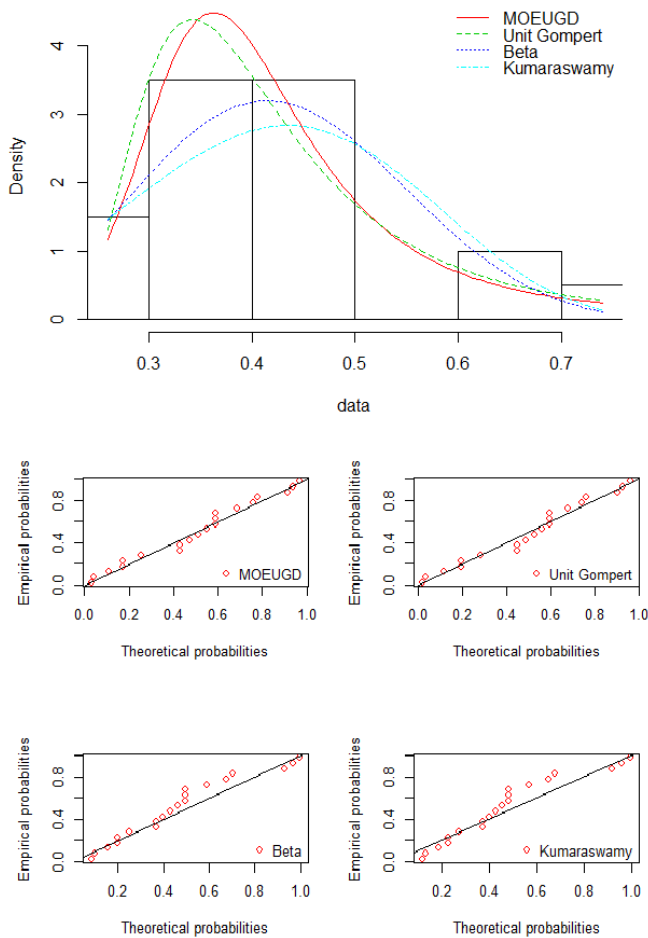 MOEUGD
Unit Gompert
Beta
Kumaraswamy
Density
0 1 2 3 4
0.3 0.4 0.5 0.6 0.7
data
Empirical probabilities
0.0 0.4 0.8
MOEUGD
0.0 0.2 0.4 0.6 0.8 1.0
Theoretical probabilities
Empirical probabilities
0.0 0.4 0.8
Unit Gompert
0.0 0.2 0.4 0.6 0.8 1.0
Theoretical probabilities
Empirical probabilities
0.0 0.4 0.8
Beta
0.2 0.4 0.6 0.8 1.0
Theoretical probabilities
Empirical probabilities
0.0 0.4 0.8
Kumaraswamy
0.2 0.4 0.6 0.8 1.0
Theoretical probabilities